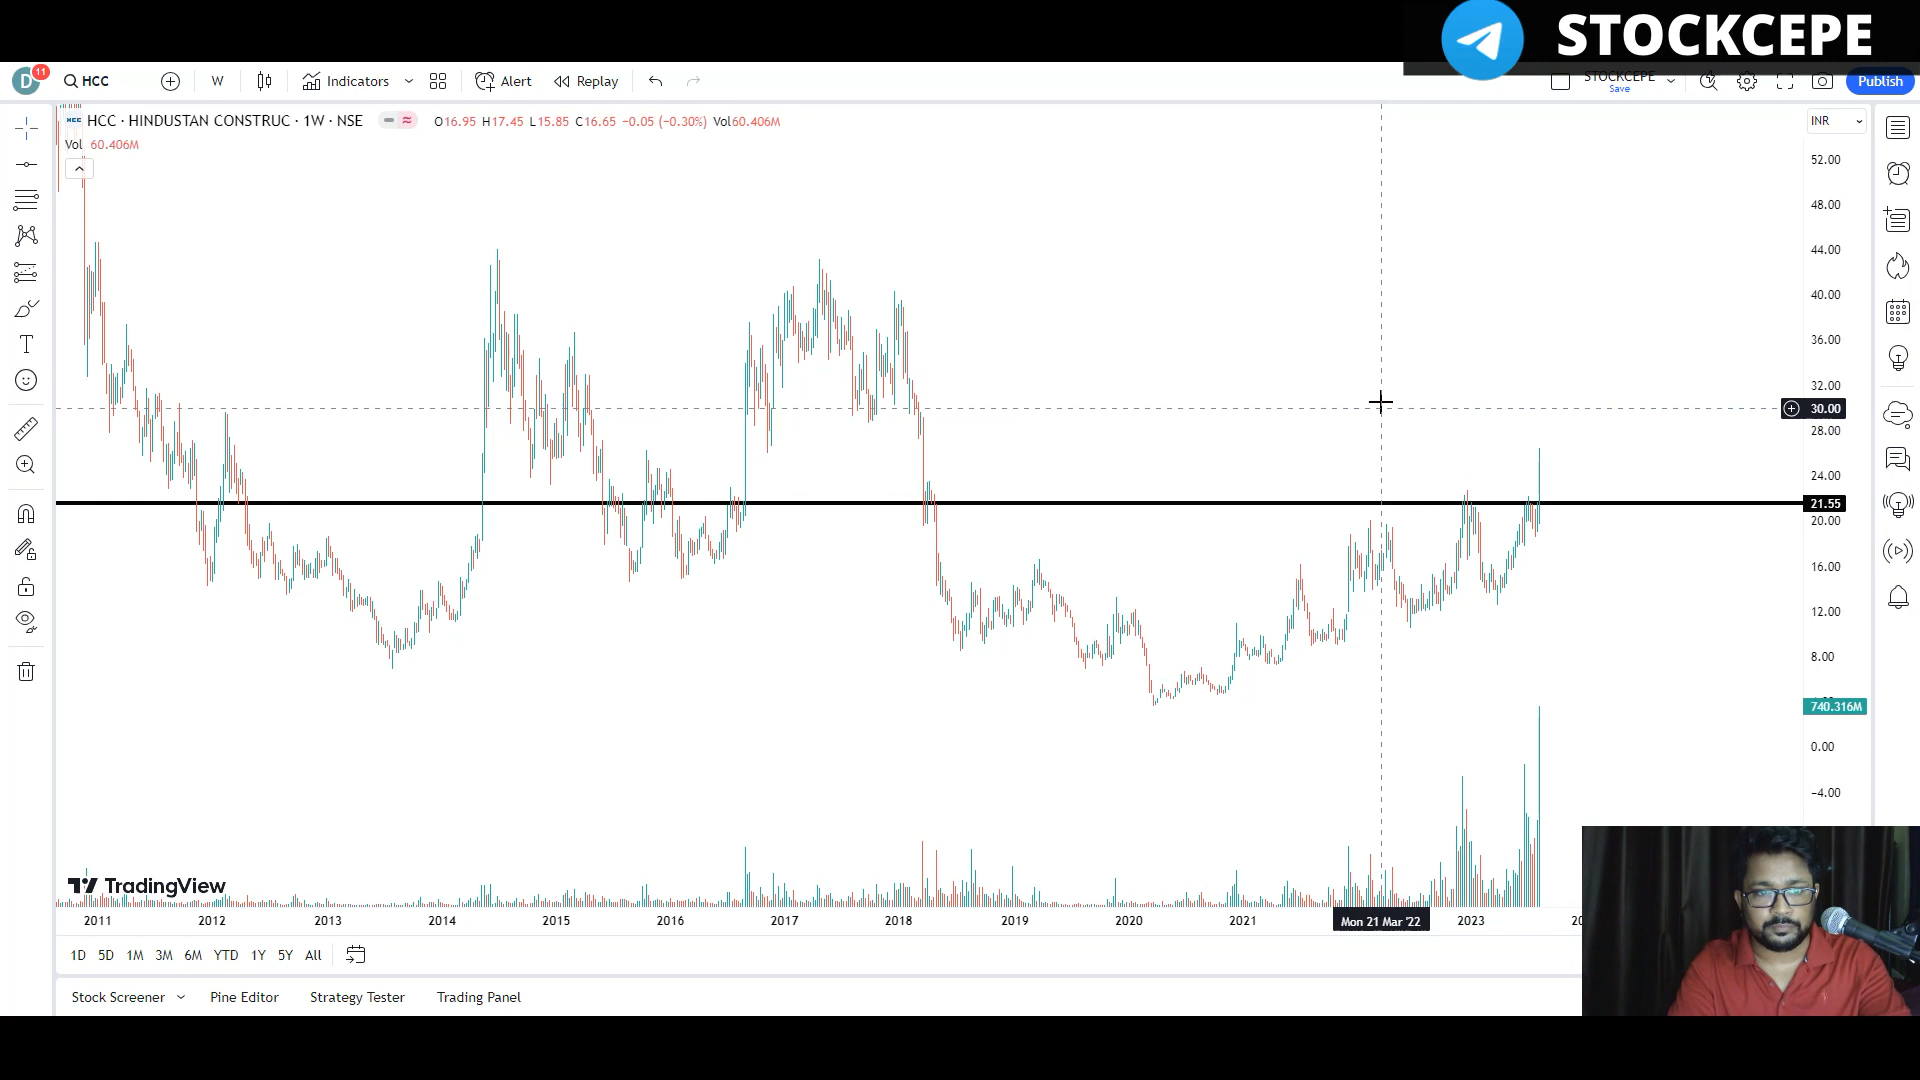 STOCKCEPE
D 11 HCC W Indicators Alert Replay STOCKCEPE Save Publish
HCC · HINDUSTAN CONSTRUC · 1W · NSE O16.95 H17.45 L15.85 C16.65 −0.05 (−0.30%) Vol60.406M INR
Vol 60.406M
52.00
48.00
44.00
40.00
36.00
32.00
30.00
28.00
24.00
21.55
20.00
16.00
12.00
8.00
740.316M
0.00
−4.00
TradingView
2011 2012 2013 2014 2015 2016 2017 2018 2019 2020 2021 Mon 21 Mar '22 2023
1D 5D 1M 3M 6M YTD 1Y 5Y All
Stock Screener Pine Editor Strategy Tester Trading Panel